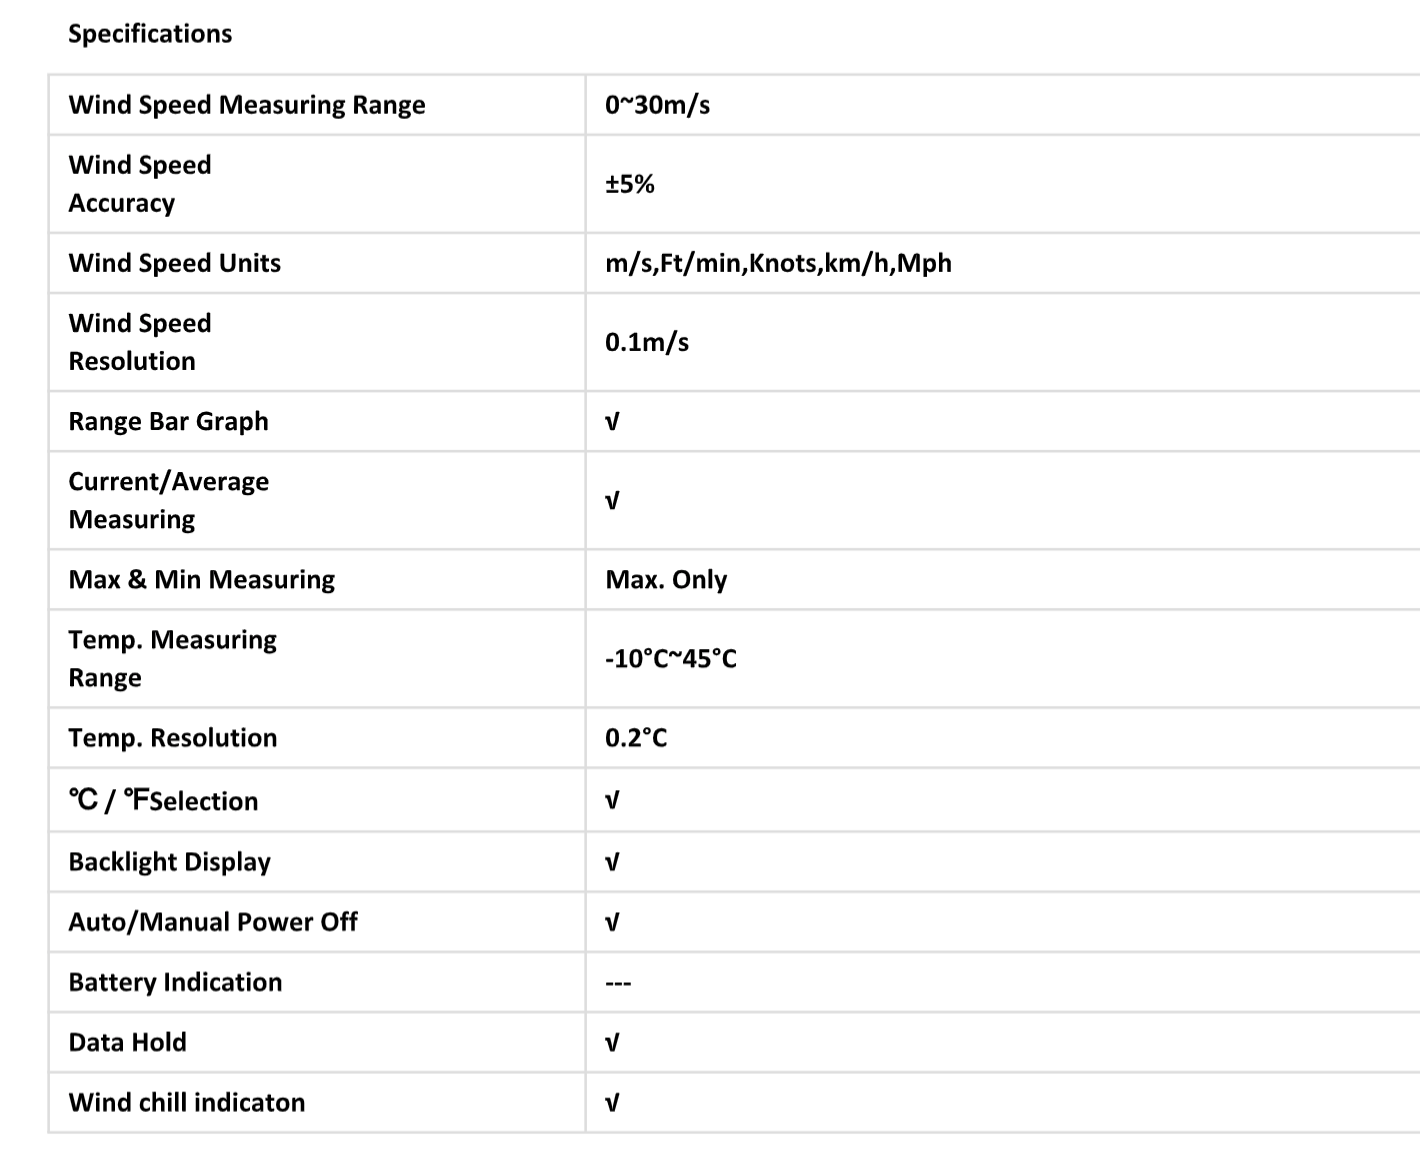 Specifications
Wind Speed Measuring Range
0~30m/s
Wind Speed
Accuracy
±5%
Wind Speed Units
m/s,Ft/min,Knots,km/h,Mph
Wind Speed
Resolution
0.1m/s
Range Bar Graph
√
Current/Average
Measuring
√
Max & Min Measuring
Max. Only
Temp. Measuring
Range
-10°C~45°C
Temp. Resolution
0.2°C
℃ / ℉Selection
√
Backlight Display
√
Auto/Manual Power Off
√
Battery Indication
---
Data Hold
√
Wind chill indicaton
√